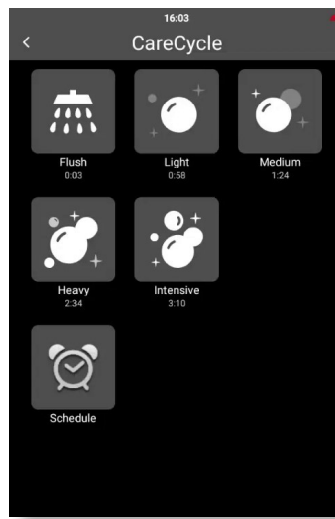 16:03
CareCycle
Flush
0:03
Light
0:58
Medium
1:24
Heavy
2:34
Intensive
3:10
Schedule